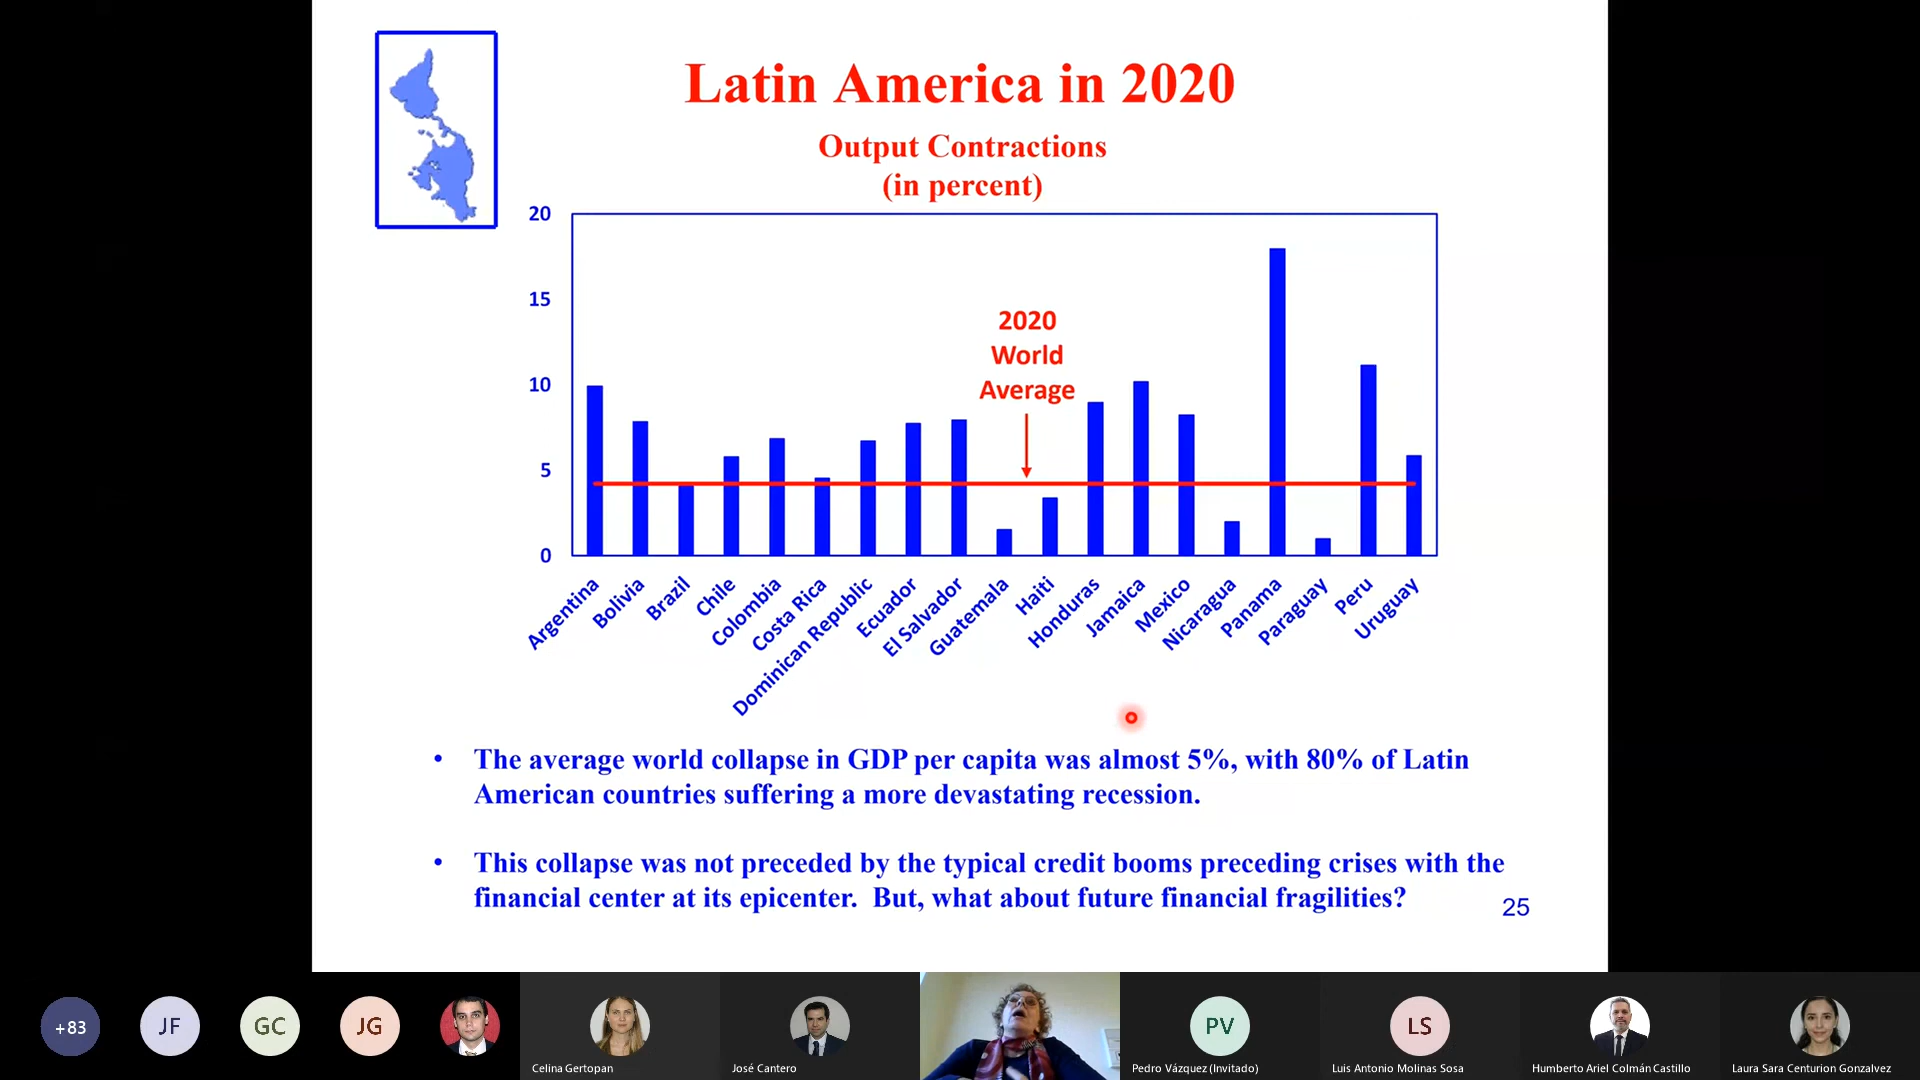 Latin America in 2020
Output Contractions
(in percent)
20
15
10
5
0
2020
World
Average
Argentina
Bolivia
Brazil
Chile
Colombia
Costa Rica
Dominican Republic
Ecuador
El Salvador
Guatemala
Haiti
Honduras
Jamaica
Mexico
Nicaragua
Panama
Paraguay
Peru
Uruguay
• The average world collapse in GDP per capita was almost 5%, with 80% of Latin
American countries suffering a more devastating recession.
• This collapse was not preceded by the typical credit booms preceding crises with the
financial center at its epicenter. But, what about future financial fragilities?
25
+83
JF
GC
JG
Celina Gertopan
José Cantero
PV
Pedro Vázquez (Invitado)
LS
Luis Antonio Molinas Sosa
Humberto Ariel Colmán Castillo
Laura Sara Centurion Gonzalvez